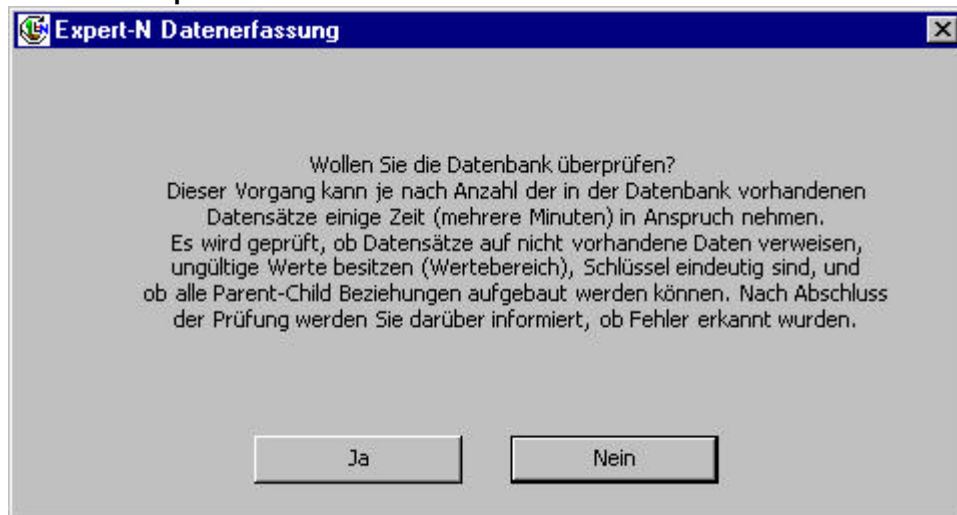 Expert-N Datenerfassung
Wollen Sie die Datenbank überprüfen?
Dieser Vorgang kann je nach Anzahl der in der Datenbank vorhandenen
Datensätze einige Zeit (mehrere Minuten) in Anspruch nehmen.
Es wird geprüft, ob Datensätze auf nicht vorhandene Daten verweisen,
ungültige Werte besitzen (Wertebereich), Schlüssel eindeutig sind, und
ob alle Parent-Child Beziehungen aufgebaut werden können. Nach Abschluss
der Prüfung werden Sie darüber informiert, ob Fehler erkannt wurden.
Ja Nein